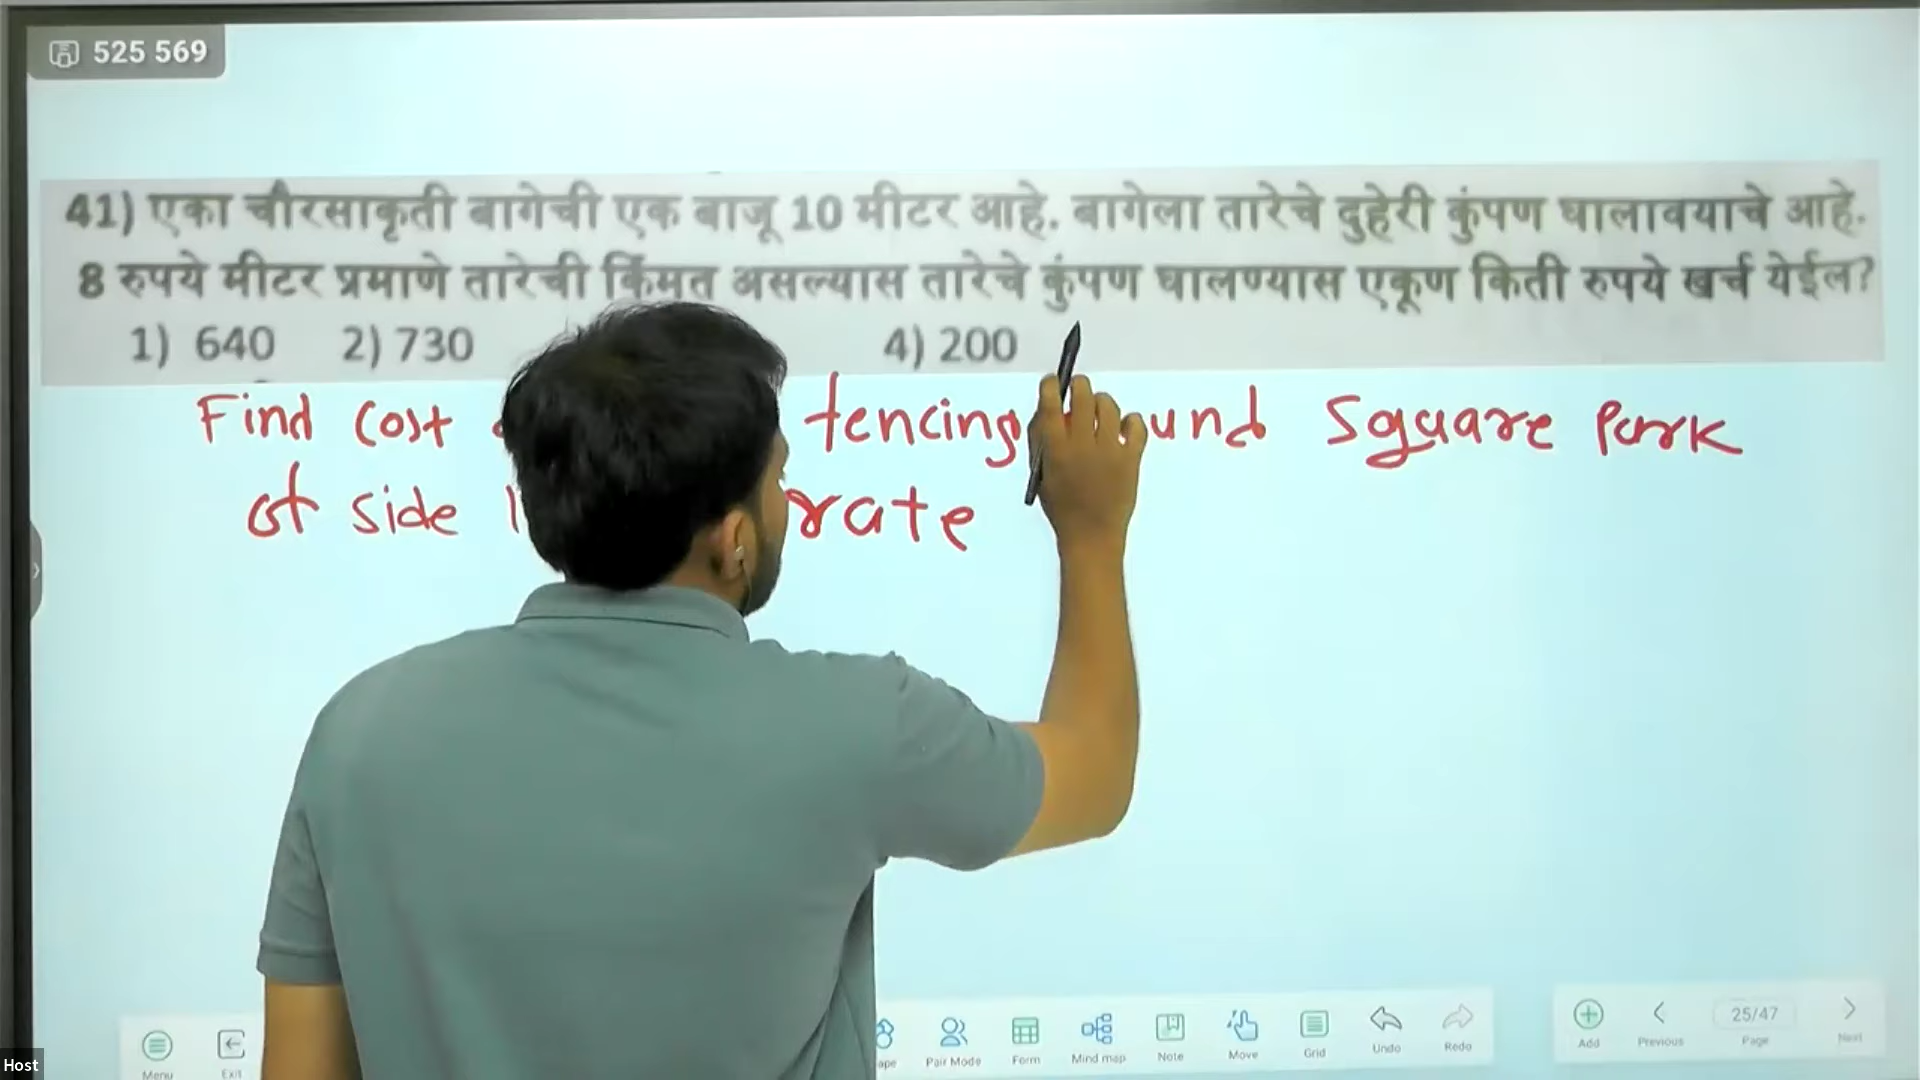 525 569
41) एका चौरसाकृती बागेची एक बाजू 10 मीटर आहे. बागेला तारेचे दुहेरी कुंपण घालावयाचे आहे.
8 रुपये मीटर प्रमाणे तारेची किंमत असल्यास तारेचे कुंपण घालण्यास एकूण किती रुपये खर्च येईल?
1) 640 2) 730 4) 200
Find cost fencing Square Park
of side rate
Menu Exit Pair Mode Form Mind map Note Move Grid Undo Redo Add Previous 25/47 Page Next
Host